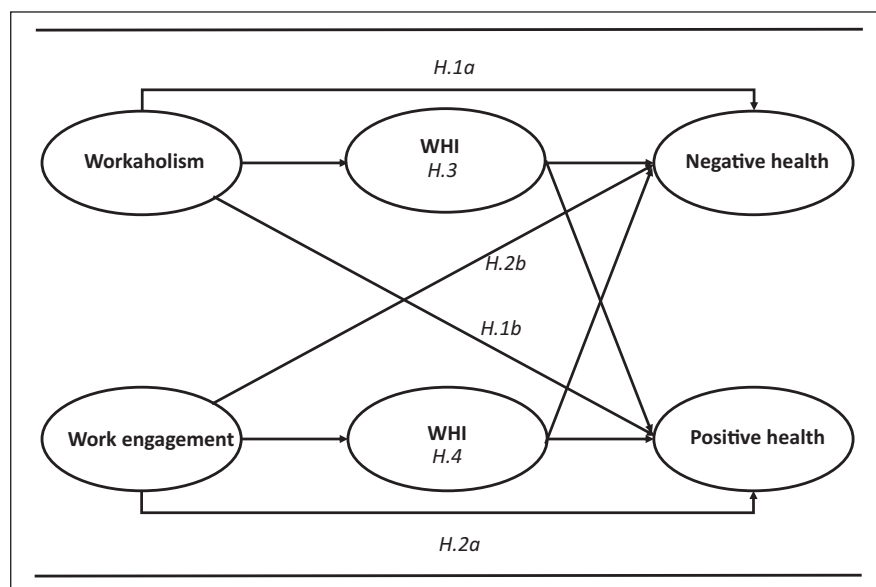 H.1a
Workaholism
WHI
H.3
Negative health
H.2b
H.1b
Work engagement
WHI
H.4
Positive health
H.2a